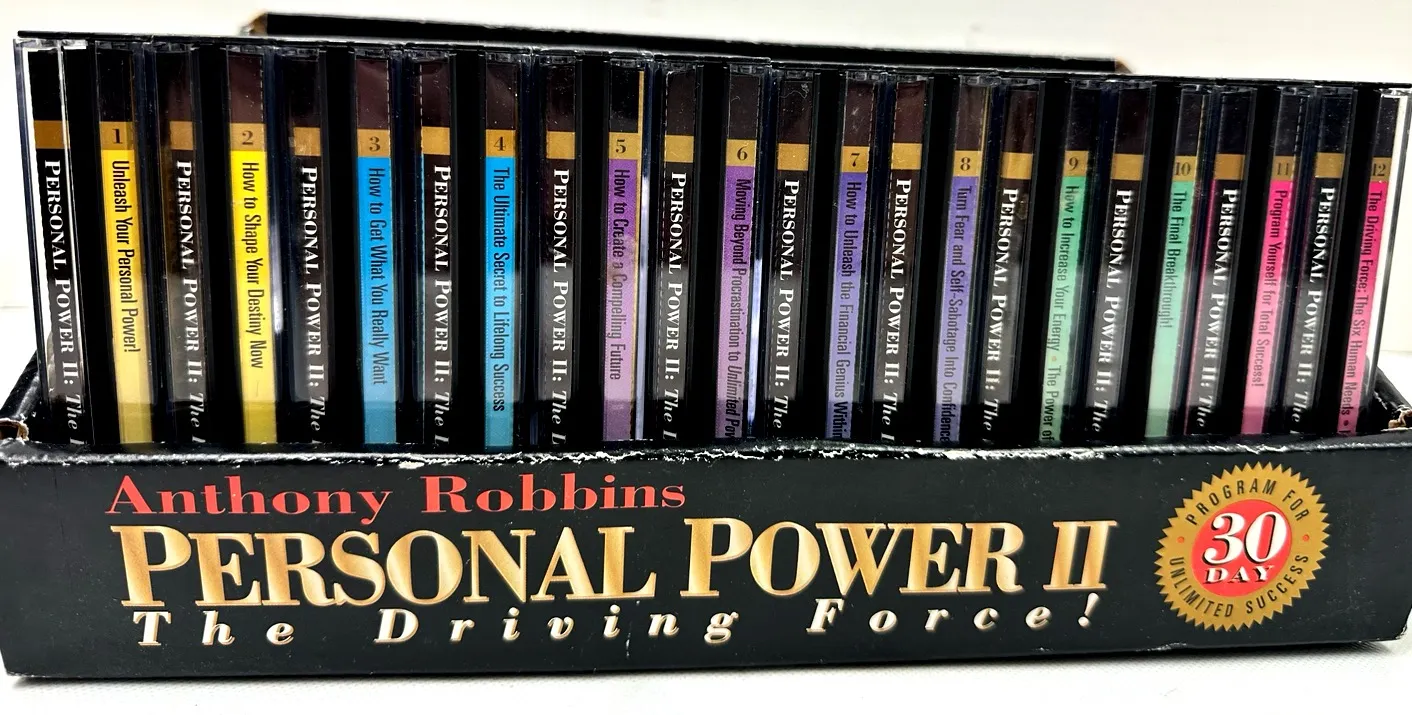 PERSONAL POWER II: The
1
Unleash Your Personal Power!
PERSONAL POWER II: The
2
How to Shape Your Destiny Now
PERSONAL POWER II: The
3
How to Get What You Really Want
PERSONAL POWER II: The
4
The Ultimate Secret to Lifelong Success
PERSONAL POWER II: The
5
How to Create a Compelling Future
PERSONAL POWER II: The
6
Moving Beyond Procrastination to Unlimited Pow
PERSONAL POWER II: The
7
How to Unleash the Financial Genius Within
PERSONAL POWER II: The
8
Turn Fear and Self-Sabotage Into Confidence
PERSONAL POWER II: The
9
How to Increase Your Energy • The Power of
PERSONAL POWER II: The
10
The Final Breakthrough!
PERSONAL POWER II: The
11
Program Yourself for Total Success!
PERSONAL POWER II: The
12
The Driving Force: The Six Human Needs •
Anthony Robbins
PERSONAL POWER II
The Driving Force!
PROGRAM FOR
30
DAY
UNLIMITED SUCCESS